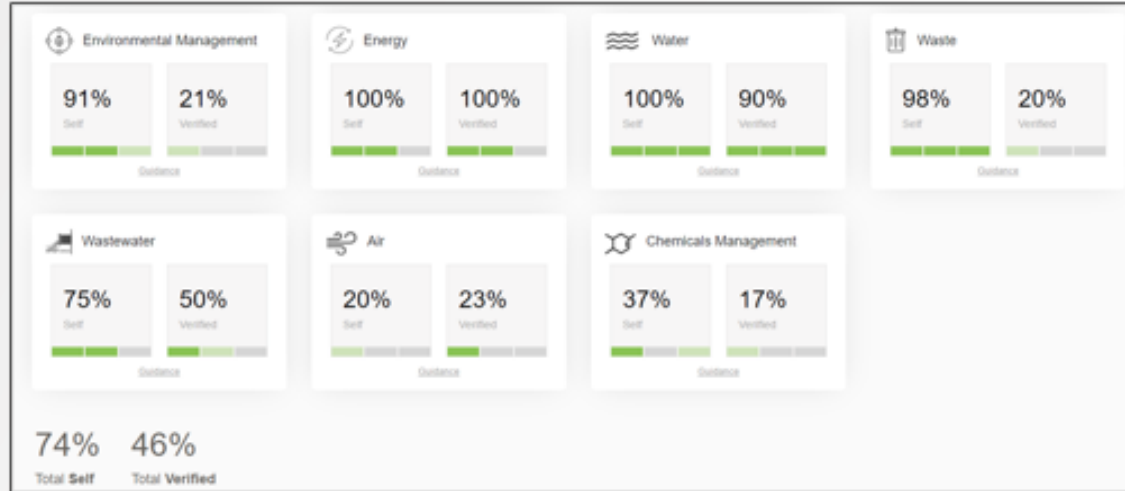 Environmental Management
91%
21%
Self
Verified
Guidance
Energy
100%
100%
Self
Verified
Guidance
Water
100%
90%
Self
Verified
Guidance
Waste
98%
20%
Self
Verified
Guidance
Wastewater
75%
50%
Self
Verified
Guidance
Air
20%
23%
Self
Verified
Guidance
Chemicals Management
37%
17%
Self
Verified
Guidance
74%
46%
Total Self
Total Verified